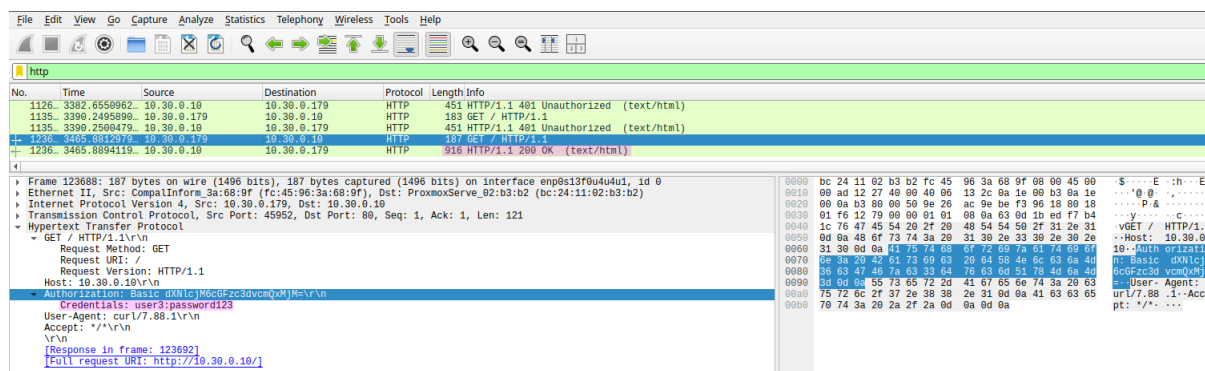 File Edit View Go Capture Analyze Statistics Telephony Wireless Tools Help
http
No. Time Source Destination Protocol Length Info
1126… 3382.6550962… 10.30.0.10 10.30.0.179 HTTP 451 HTTP/1.1 401 Unauthorized (text/html)
1135… 3390.2495890… 10.30.0.179 10.30.0.10 HTTP 183 GET / HTTP/1.1
1135… 3390.2500479… 10.30.0.10 10.30.0.179 HTTP 451 HTTP/1.1 401 Unauthorized (text/html)
1236… 3465.8812979… 10.30.0.179 10.30.0.10 HTTP 187 GET / HTTP/1.1
1236… 3465.8894119… 10.30.0.10 10.30.0.179 HTTP 916 HTTP/1.1 200 OK (text/html)
Frame 123688: 187 bytes on wire (1496 bits), 187 bytes captured (1496 bits) on interface enp0s13f0u4u4u1, id 0
Ethernet II, Src: CompalInform_3a:68:9f (fc:45:96:3a:68:9f), Dst: ProxmoxServe_02:b3:b2 (bc:24:11:02:b3:b2)
Internet Protocol Version 4, Src: 10.30.0.179, Dst: 10.30.0.10
Transmission Control Protocol, Src Port: 45952, Dst Port: 80, Seq: 1, Ack: 1, Len: 121
Hypertext Transfer Protocol
GET / HTTP/1.1\r\n
Request Method: GET
Request URI: /
Request Version: HTTP/1.1
Host: 10.30.0.10\r\n
Authorization: Basic dXNlcjM6cGFzc3dvcmQxMjM=\r\n
Credentials: user3:password123
User-Agent: curl/7.88.1\r\n
Accept: */*\r\n
\r\n
[Response in frame: 123692]
[Full request URI: http://10.30.0.10/]
0000 bc 24 11 02 b3 b2 fc 45 96 3a 68 9f 08 00 45 00 ·$·····E ·:h···E
0010 00 ad 12 27 40 00 40 06 13 2c 0a 1e 00 b3 0a 1e ···'@·@· ·,·····
0020 00 0a b3 80 00 50 9e 26 ac 9e be f3 96 18 80 18 ·····P·& ·······
0030 01 f6 12 79 00 00 01 01 08 0a 63 0d 1b ed f7 b4 ···y···· ··c····
0040 1c 76 47 45 54 20 2f 20 48 54 54 50 2f 31 2e 31 ·vGET / HTTP/1.
0050 0d 0a 48 6f 73 74 3a 20 31 30 2e 33 30 2e 30 2e ··Host: 10.30.0
0060 31 30 0d 0a 41 75 74 68 6f 72 69 7a 61 74 69 6f 10··Auth orizati
0070 6e 3a 20 42 61 73 69 63 20 64 58 4e 6c 63 6a 4d n: Basic dXNlcj
0080 36 63 47 46 7a 63 33 64 76 63 6d 51 78 4d 6a 4d 6cGFzc3d vcmQxMj
0090 3d 0d 0a 55 73 65 72 2d 41 67 65 6e 74 3a 20 63 =··User- Agent:
00a0 75 72 6c 2f 37 2e 38 38 2e 31 0d 0a 41 63 63 65 url/7.88 .1··Acc
00b0 70 74 3a 20 2a 2f 2a 0d 0a 0d 0a pt: */*· ···